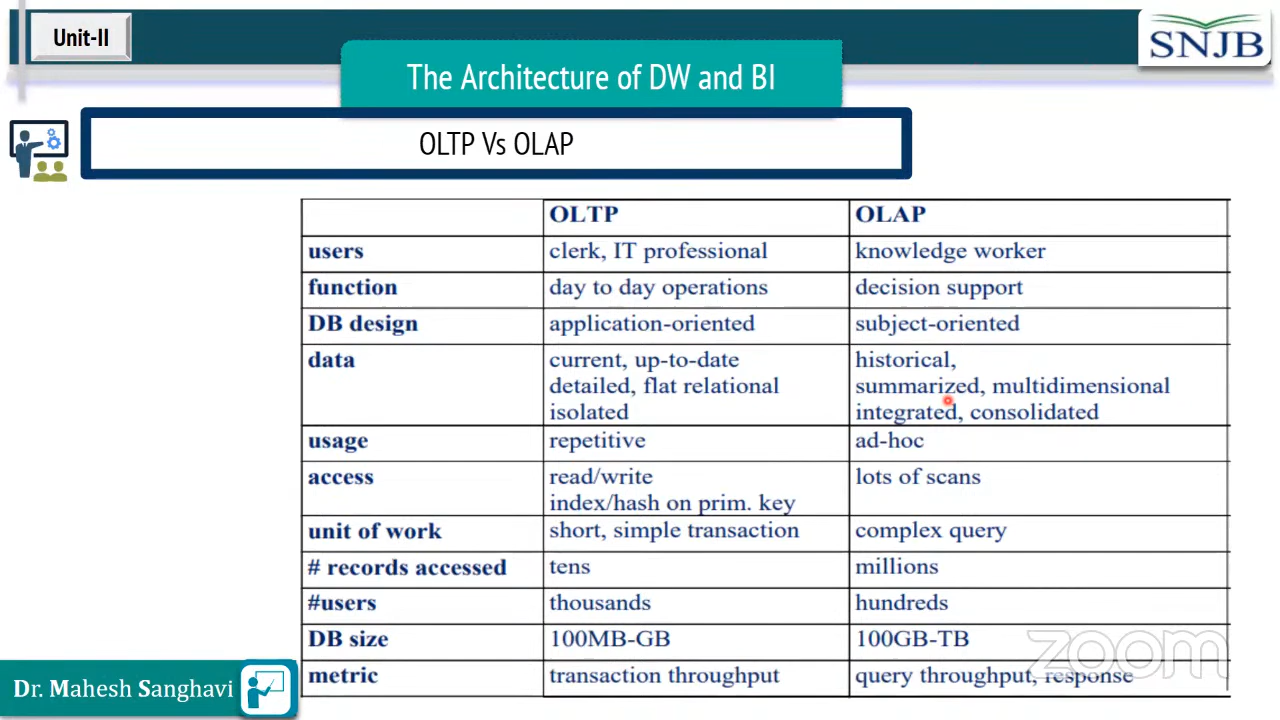 Unit-II
SNJB
The Architecture of DW and BI
OLTP Vs OLAP
OLTP OLAP
users clerk, IT professional knowledge worker
function day to day operations decision support
DB design application-oriented subject-oriented
data current, up-to-date historical,
detailed, flat relational summarized, multidimensional
isolated integrated, consolidated
usage repetitive ad-hoc
access read/write lots of scans
index/hash on prim. key
unit of work short, simple transaction complex query
# records accessed tens millions
#users thousands hundreds
DB size 100MB-GB 100GB-TB
metric transaction throughput query throughput, response
zoom
Dr. Mahesh Sanghavi